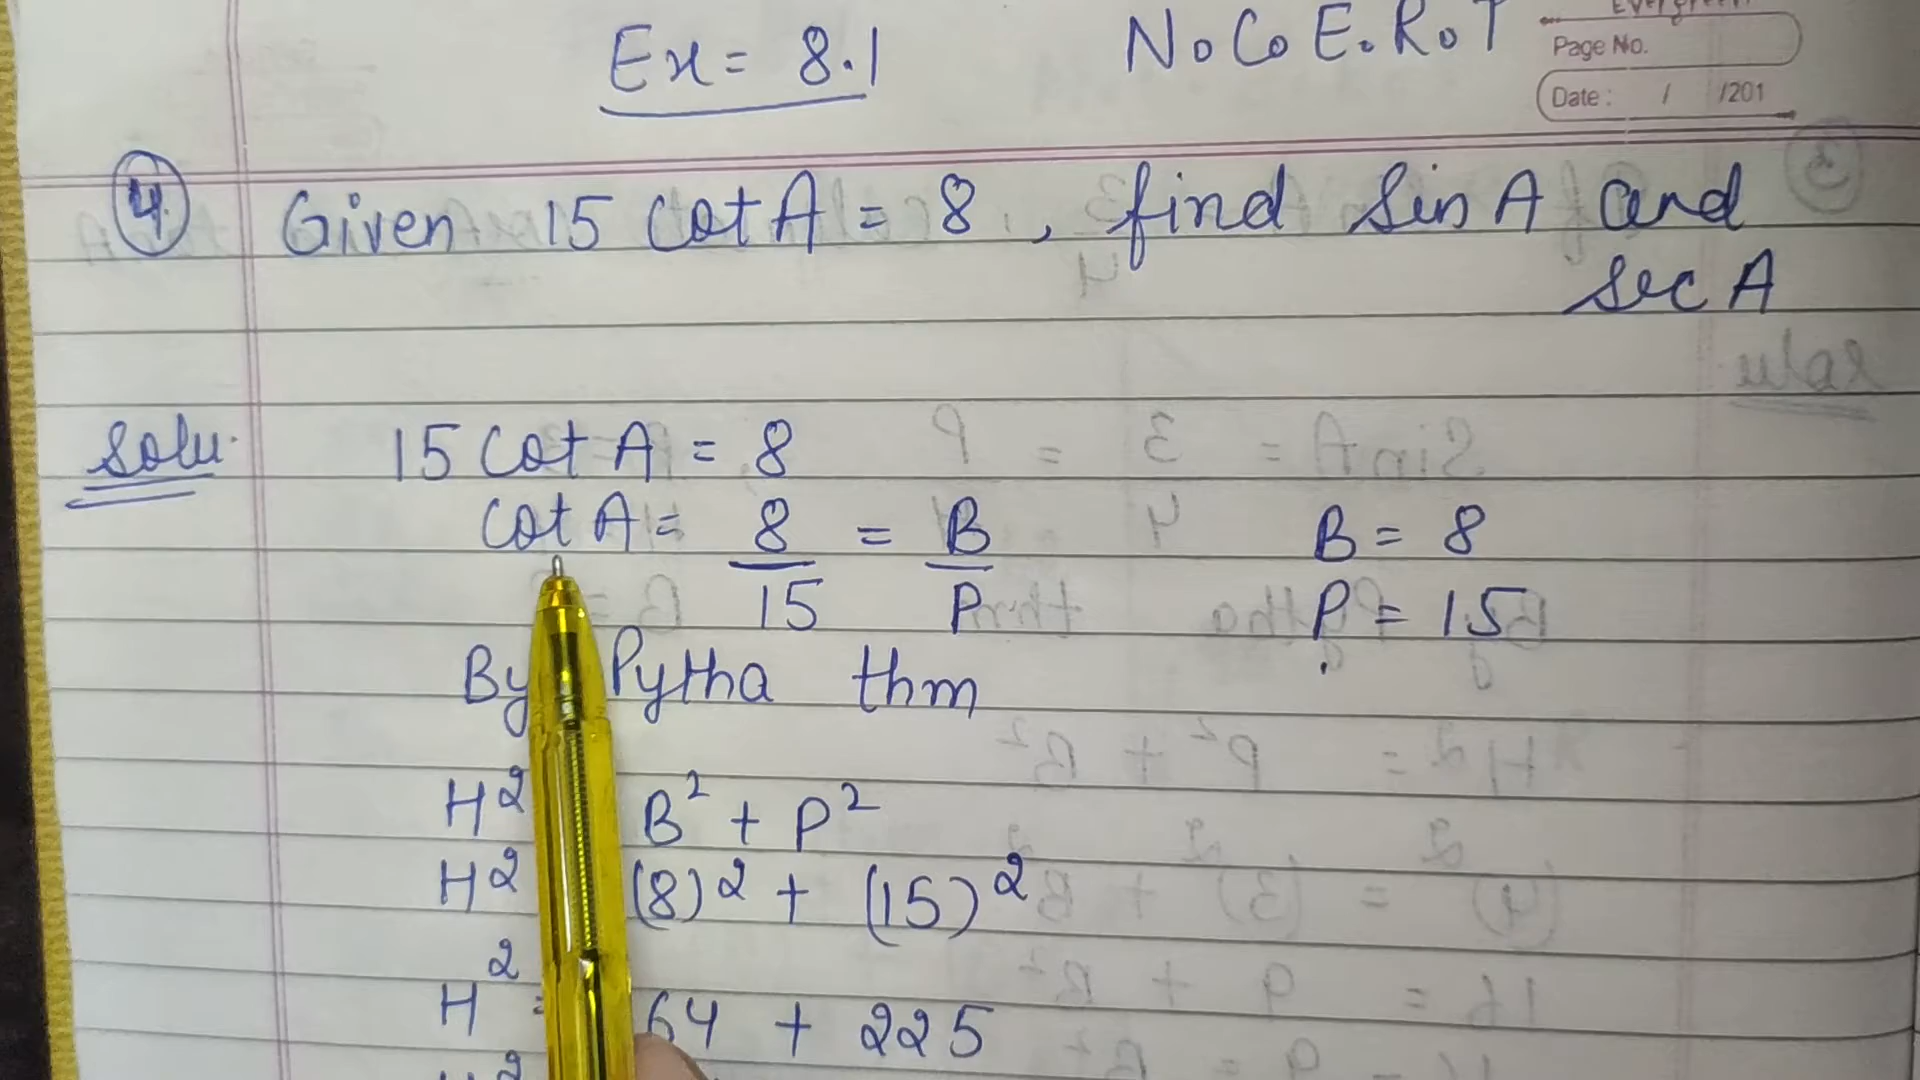 Ex = 8.1 N.C.E.R.T
Page No.
Date : / /201
4. Given 15 cot A = 8 , find Sin A and
Sec A
Solu. 15 cot A = 8
cot A = 8/15 = B/P B = 8
P = 15
By Pytha thm
H² B² + P²
H² (8)² + (15)²
H² = 64 + 225
H²